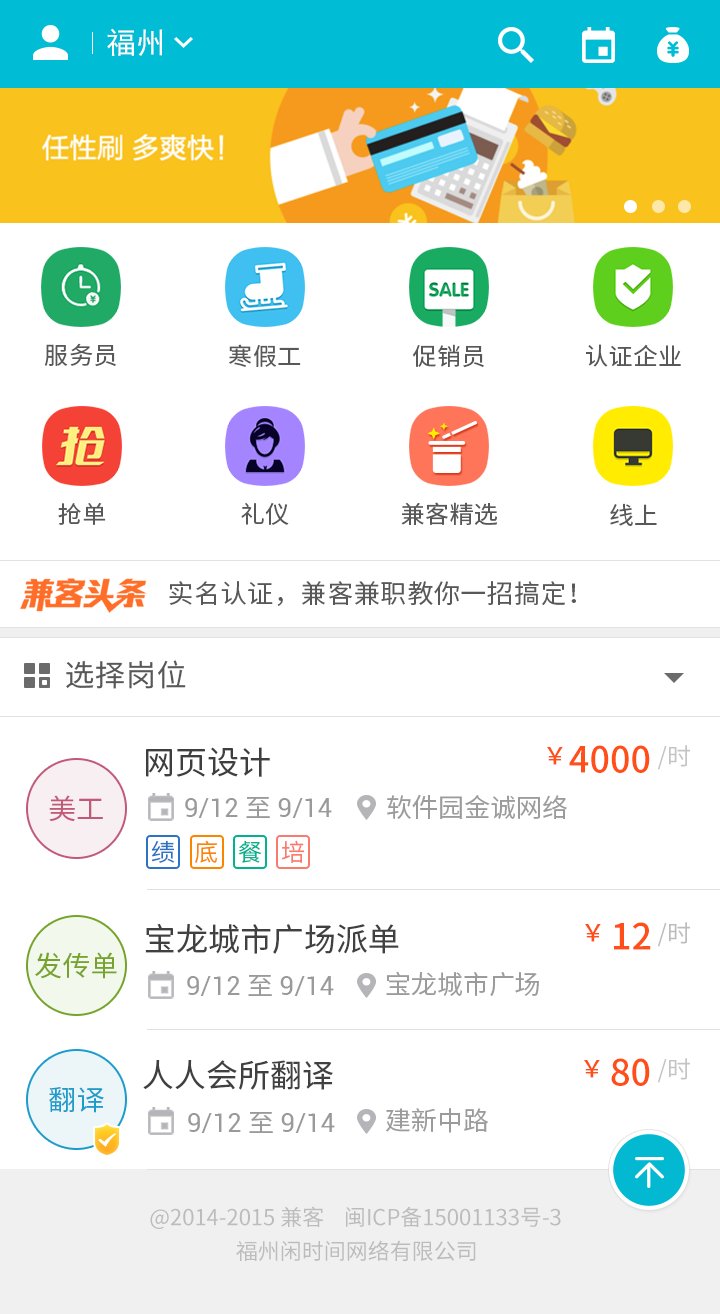 福州
任性刷 多爽快！
SALE
服务员
寒假工
促销员
认证企业
抢
抢单
礼仪
兼客精选
线上
兼客头条 实名认证，兼客兼职教你一招搞定！
选择岗位
美工
网页设计
￥4000/时
9/12 至 9/14
软件园金诚网络
绩 底 餐 培
发传单
宝龙城市广场派单
￥ 12/时
9/12 至 9/14
宝龙城市广场
翻译
人人会所翻译
￥ 80/时
9/12 至 9/14
建新中路
@2014-2015 兼客 闽ICP备15001133号-3
福州闲时间网络有限公司